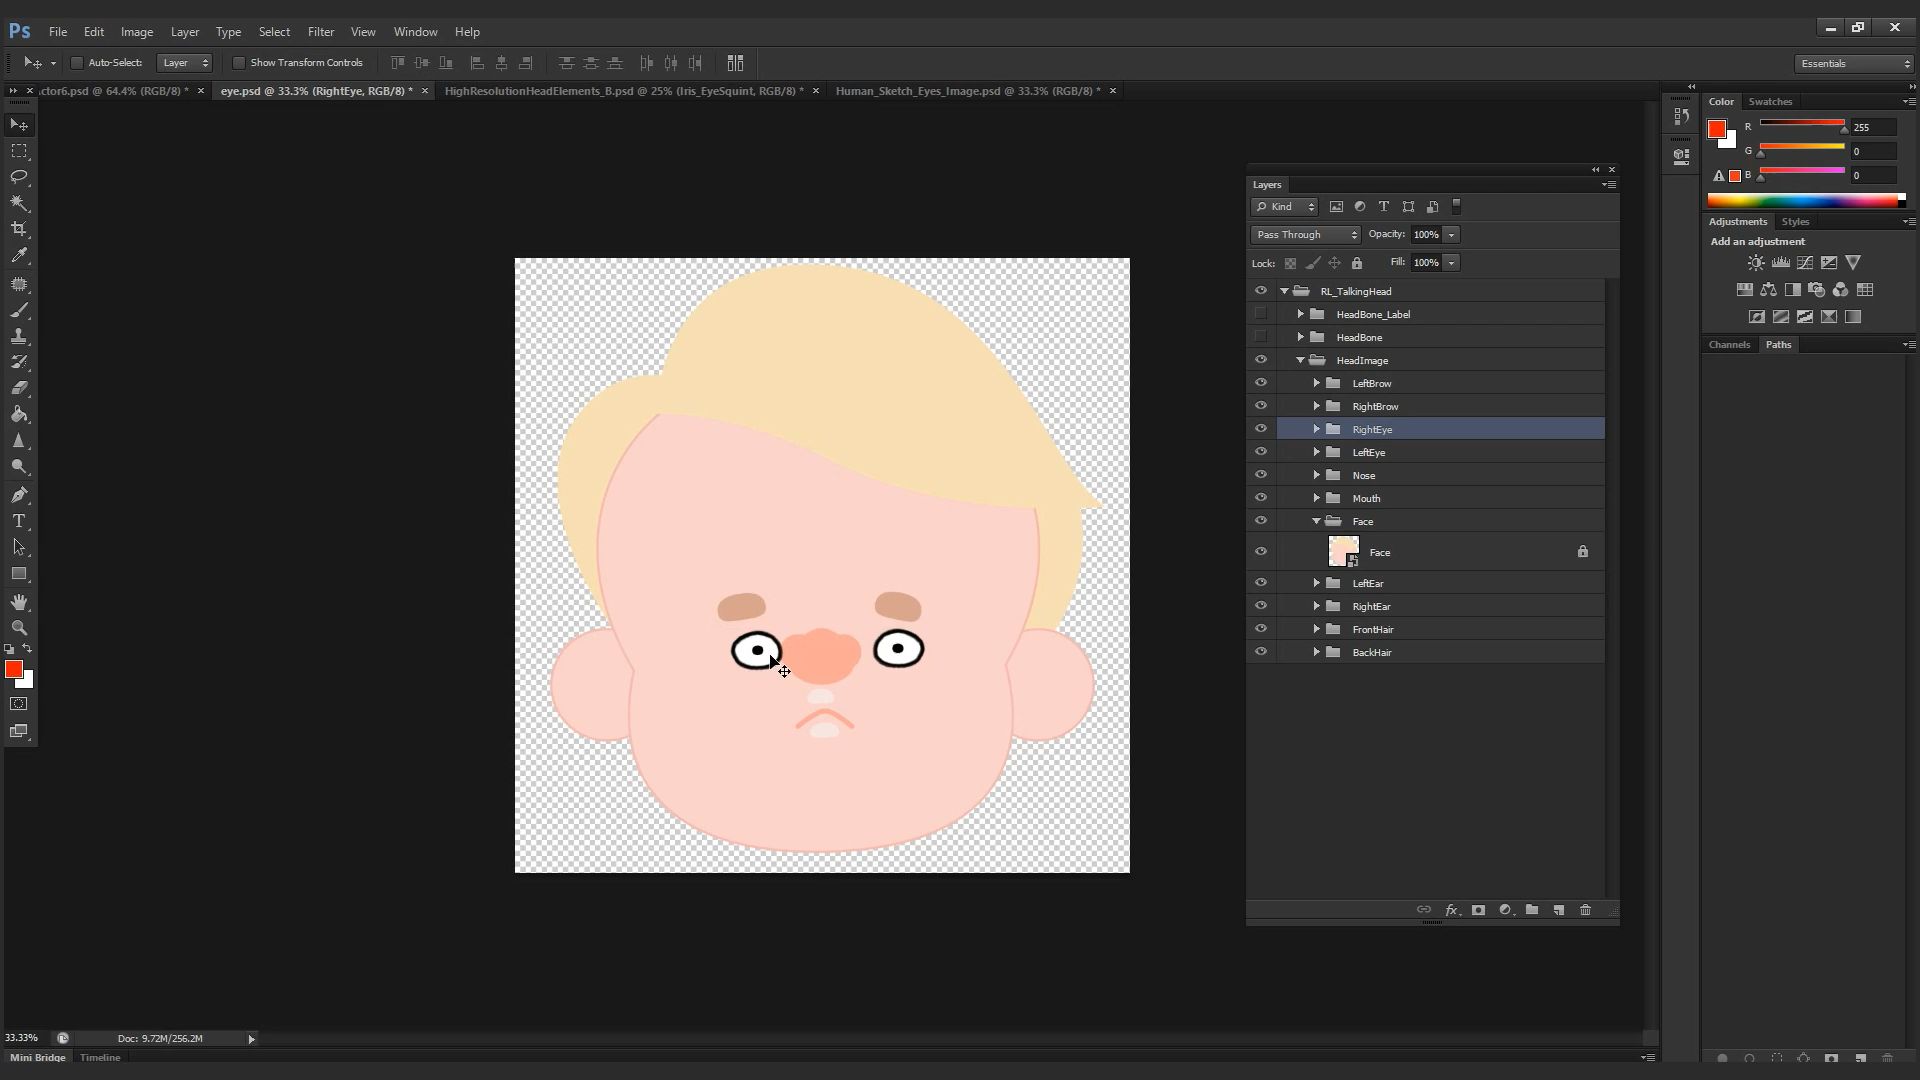 Ps File Edit Image Layer Type Select Filter View Window Help
Auto-Select: Layer Show Transform Controls Essentials
ctor6.psd @ 64.4% (RGB/8) * eye.psd @ 33.3% (RightEye, RGB/8) * HighResolutionHeadElements_B.psd @ 25% (Iris_EyeSquint, RGB/8) * Human_Sketch_Eyes_Image.psd @ 33.3% (RGB/8) *
Color Swatches
R 255
G 0
B 0
Adjustments Styles
Add an adjustment
Channels Paths
Layers
Kind
Pass Through Opacity: 100%
Lock: Fill: 100%
RL_TalkingHead
HeadBone_Label
HeadBone
HeadImage
LeftBrow
RightBrow
RightEye
LeftEye
Nose
Mouth
Face
Face
LeftEar
RightEar
FrontHair
BackHair
fx
33.33% Doc: 9.72M/256.2M
Mini Bridge Timeline